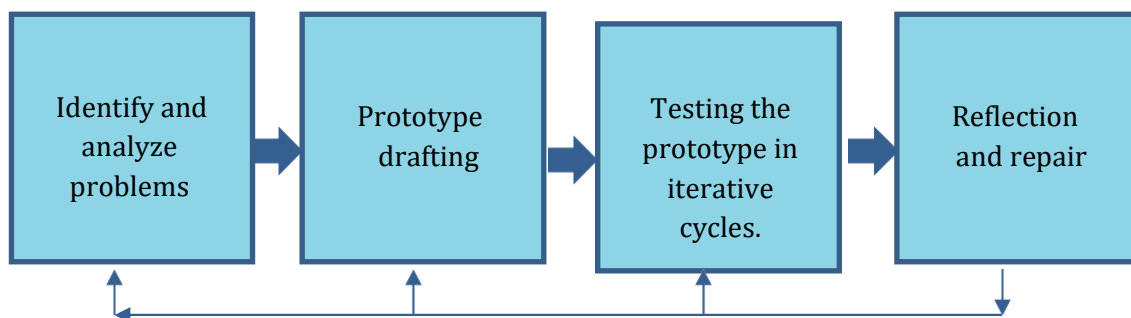 Identify and
analyze
problems
Prototype
drafting
Testing the
prototype in
iterative
cycles.
Reflection
and repair